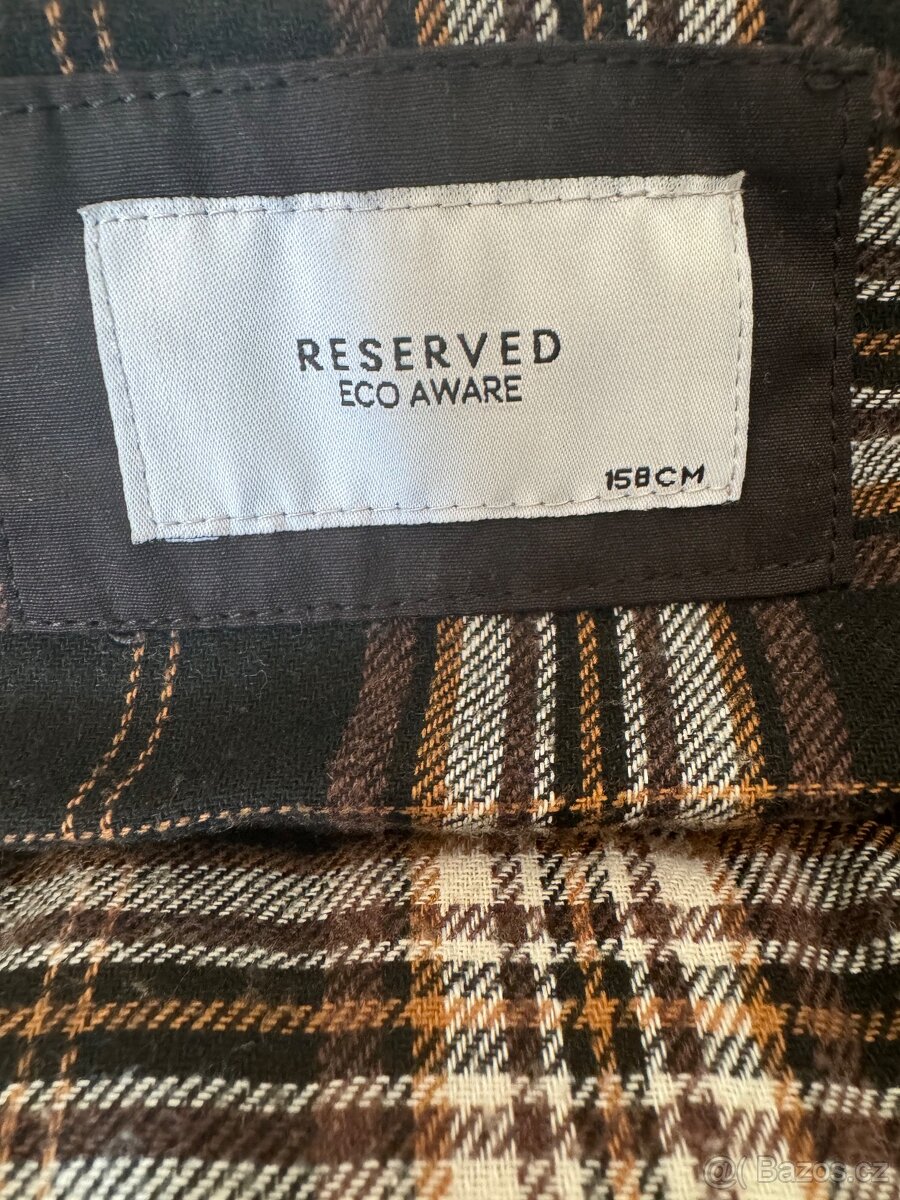 RESERVED
ECO AWARE
158CM
@ Bazos.cz